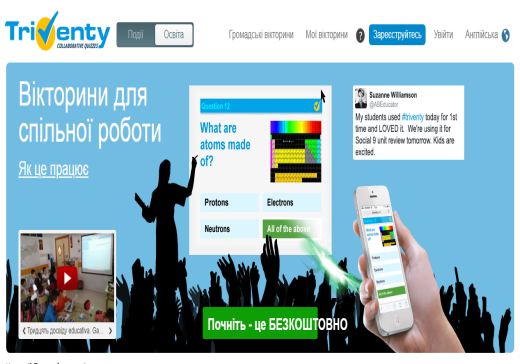 Triventy
COLLABORATIVE QUIZZES
Події
Освіта
Громадські вікторини
Мої вікторини
?
Зареєструйтесь
Увійти
Англійська
Вікторини для
спільної роботи
Як це працює
Question 12
What are
atoms made
of?
Protons
Electrons
Neutrons
All of the above
Suzanne Williamson
@ABEducator
My students used #triventy today for 1st
time and LOVED it. We're using it for
Social 9 unit review tomorrow. Kids are
excited.
Тридцять досвіду educativa. Ga...
Почніть - це БЕЗКОШТОВНО